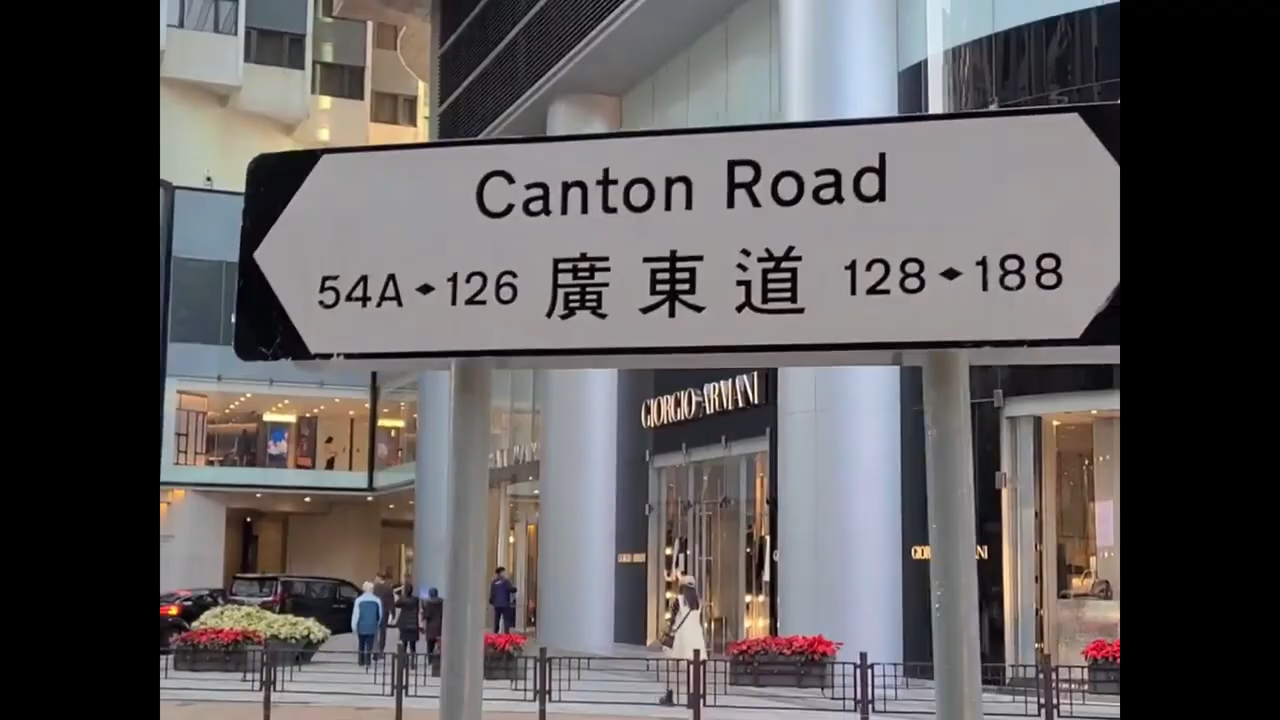 Canton Road
54A 126 廣東道 128 188
GIORGIO ARMANI